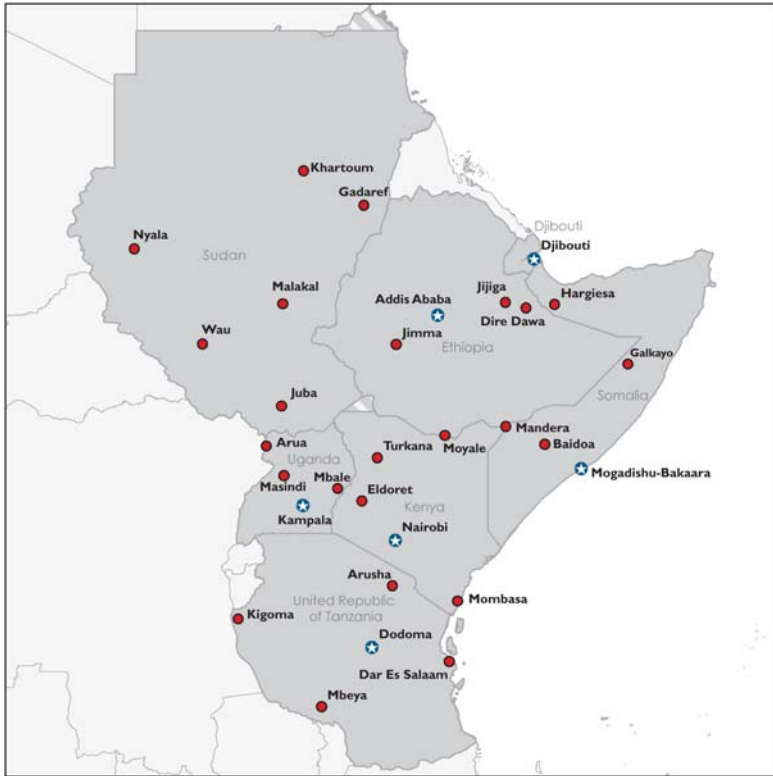 Khartoum
Gadaref
Nyala
Sudan
Djibouti
Djibouti
Malakal
Addis Ababa
Jijiga
Hargiesa
Dire Dawa
Wau
Jimma
Ethiopia
Galkayo
Juba
Somalia
Mandera
Arua
Turkana
Moyale
Baidoa
Uganda
Mbale
Masindi
Eldoret
Mogadishu-Bakaara
Kenya
Kampala
Nairobi
Arusha
United Republic
of Tanzania
Mombasa
Kigoma
Dodoma
Dar Es Salaam
Mbeya